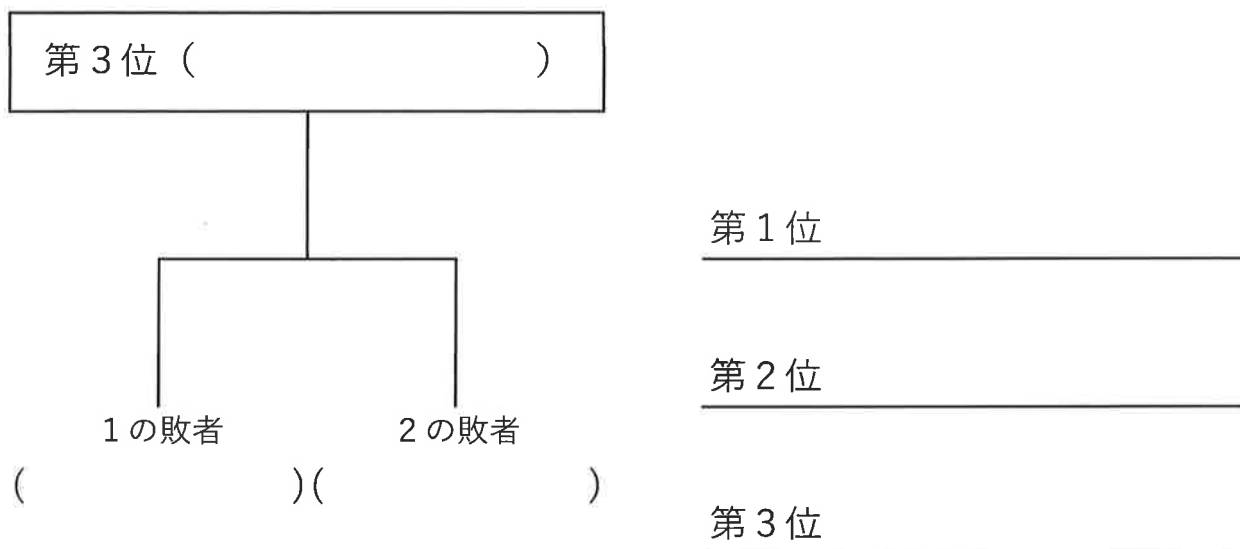 第3位（　　　　　　　　）
1の敗者　2の敗者
（　　　　　　）（　　　　　　）
第1位
第2位
第3位